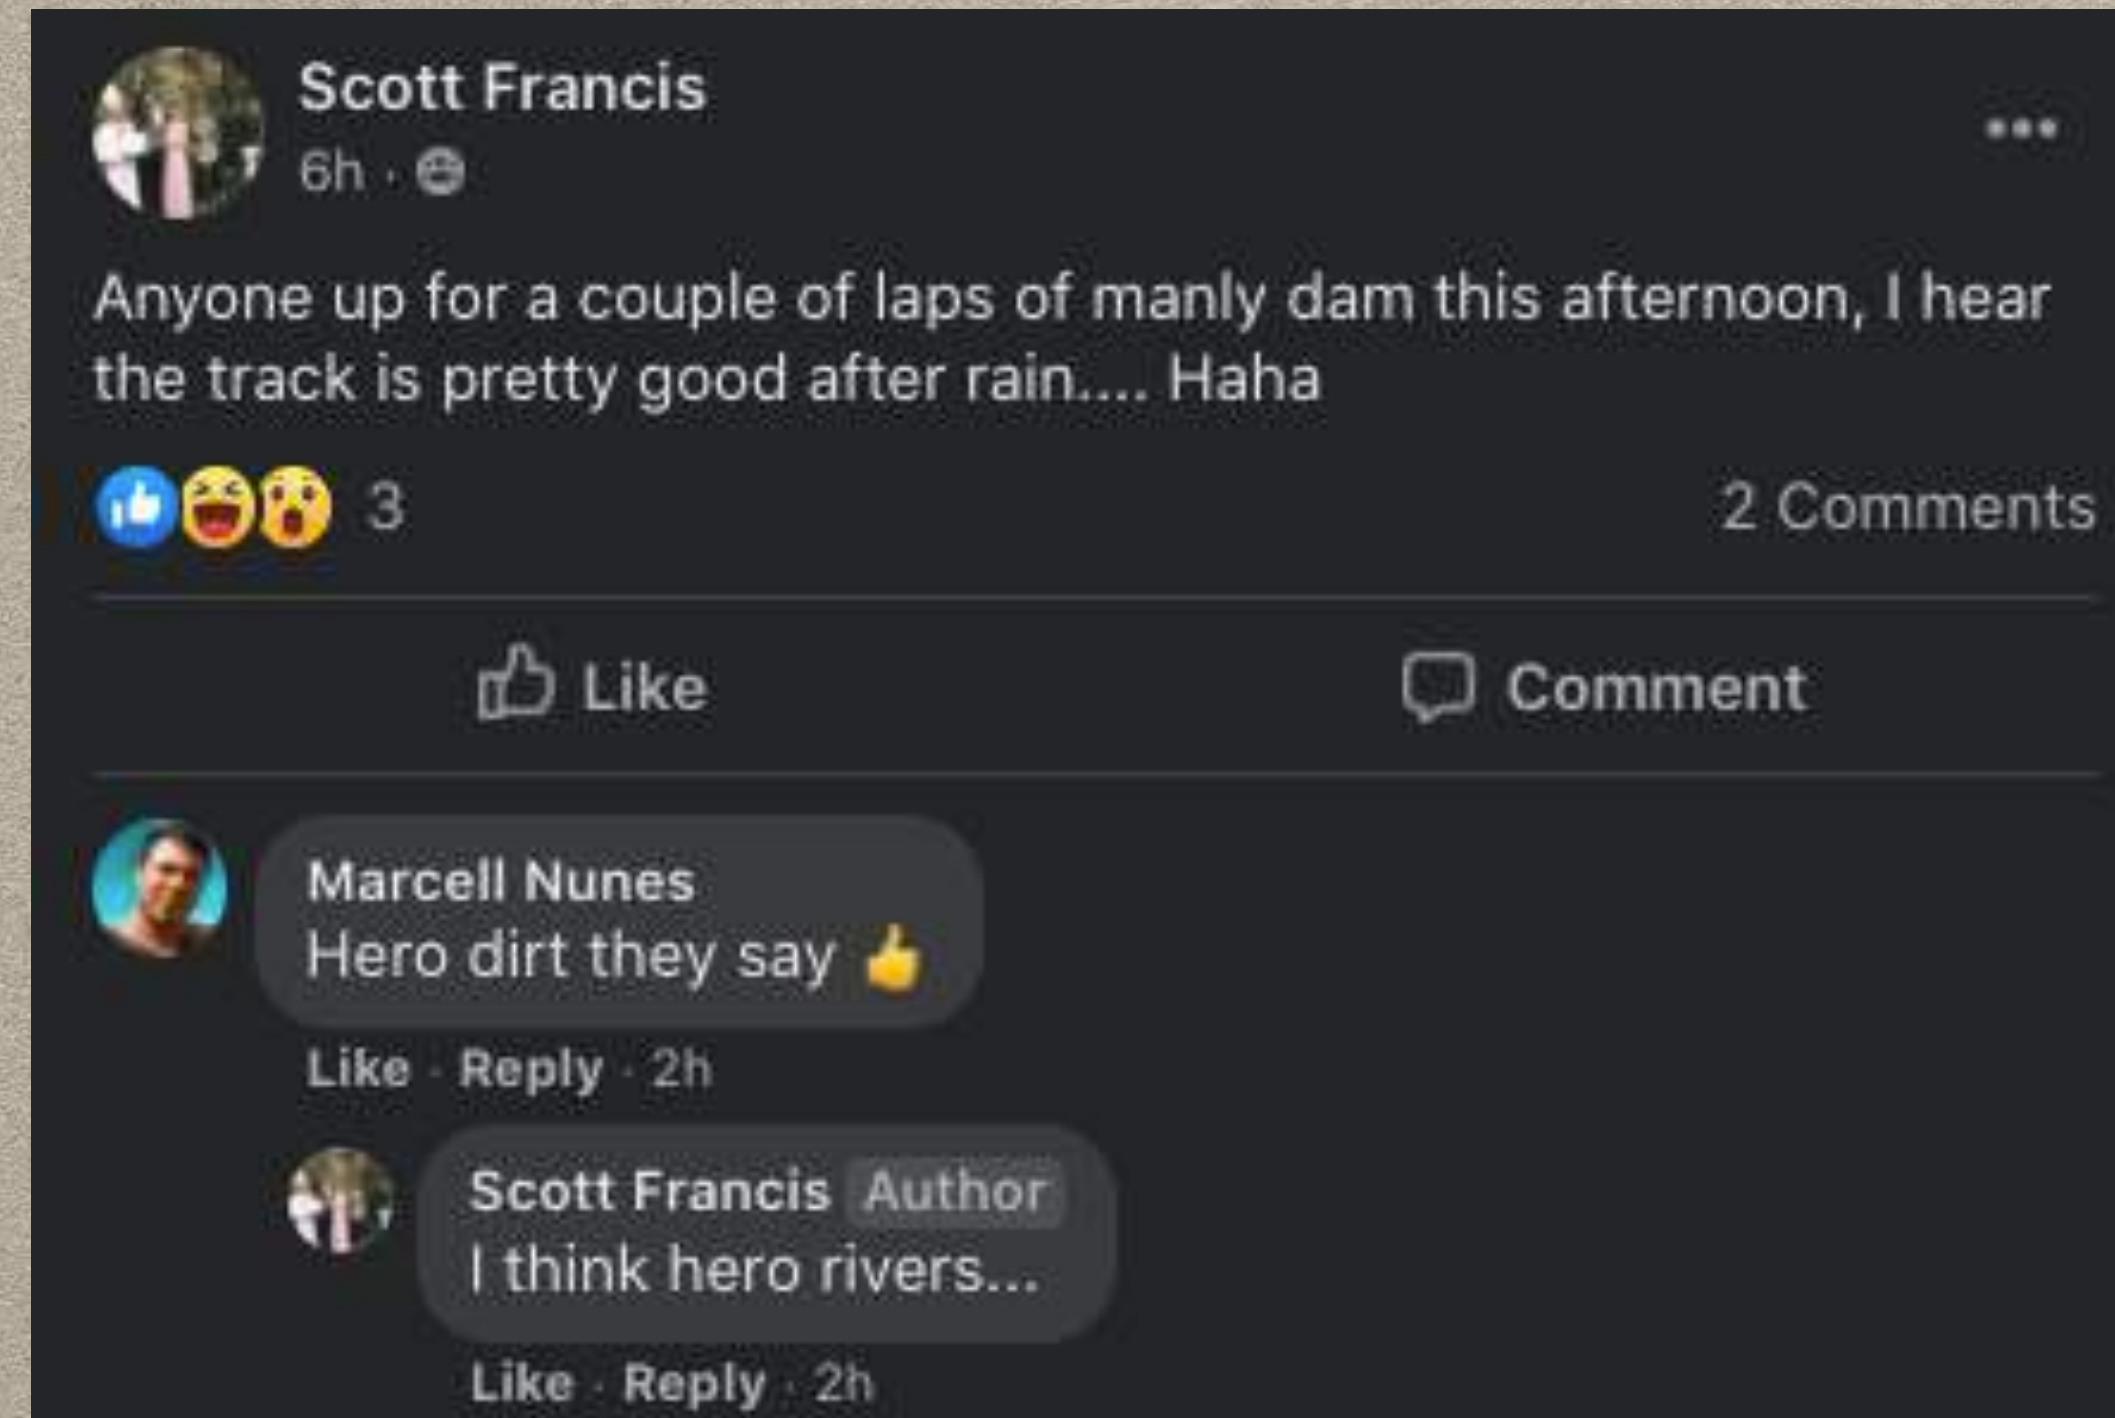 Scott Francis
6h ·
Anyone up for a couple of laps of manly dam this afternoon, I hear
the track is pretty good after rain.... Haha
3
2 Comments
Like
Comment
Marcell Nunes
Hero dirt they say 👍
Like · Reply · 2h
Scott Francis Author
I think hero rivers...
Like · Reply · 2h